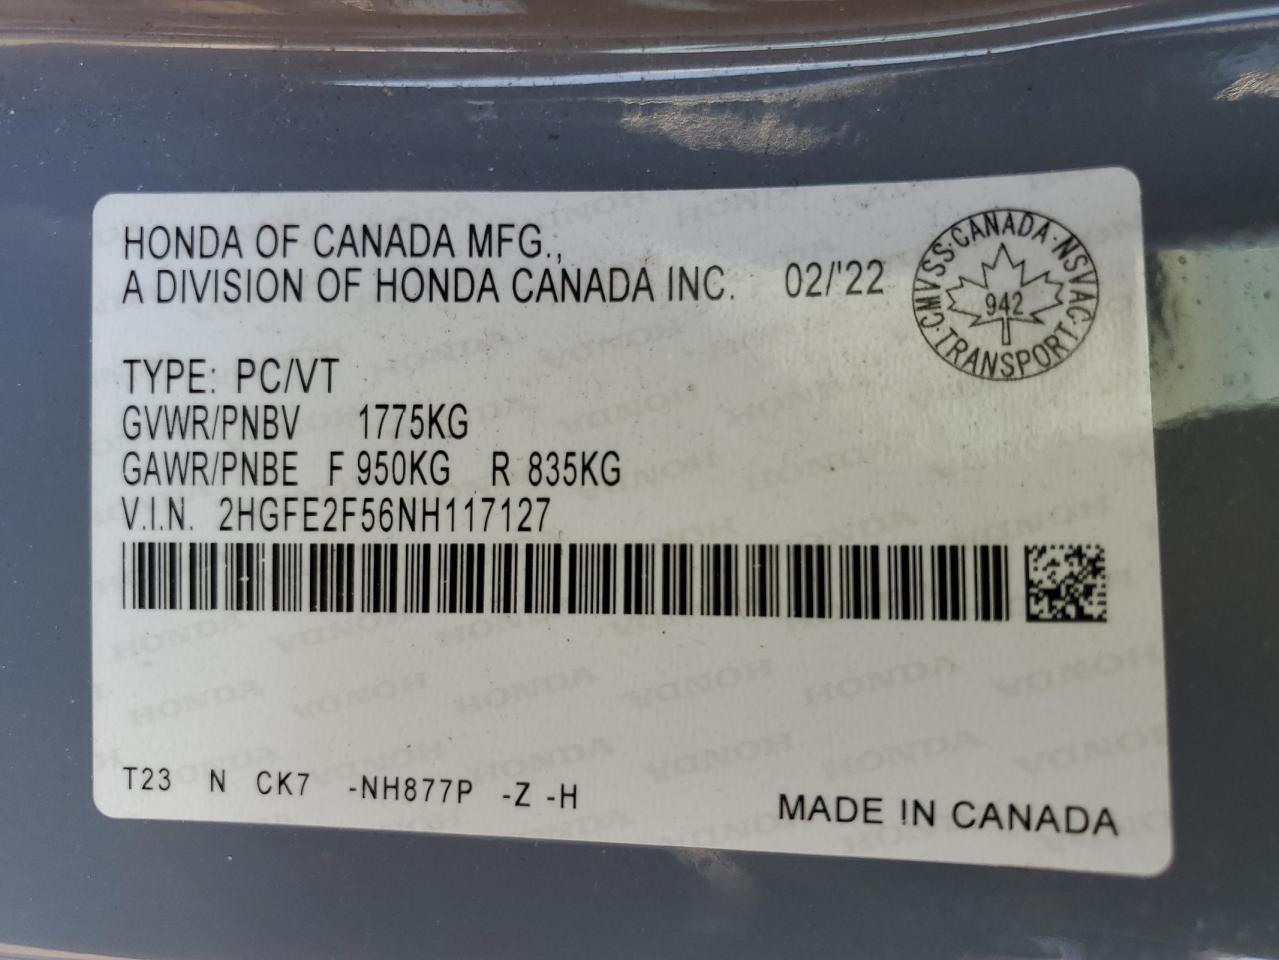 HONDA OF CANADA MFG.,
A DIVISION OF HONDA CANADA INC. 02/'22
CMVSS·CANADA·NSVAC·TRANSPORT·
942
TYPE: PC/VT
GVWR/PNBV 1775KG
GAWR/PNBE F 950KG R 835KG
V.I.N. 2HGFE2F56NH117127
T23 N CK7 -NH877P -Z -H
MADE IN CANADA